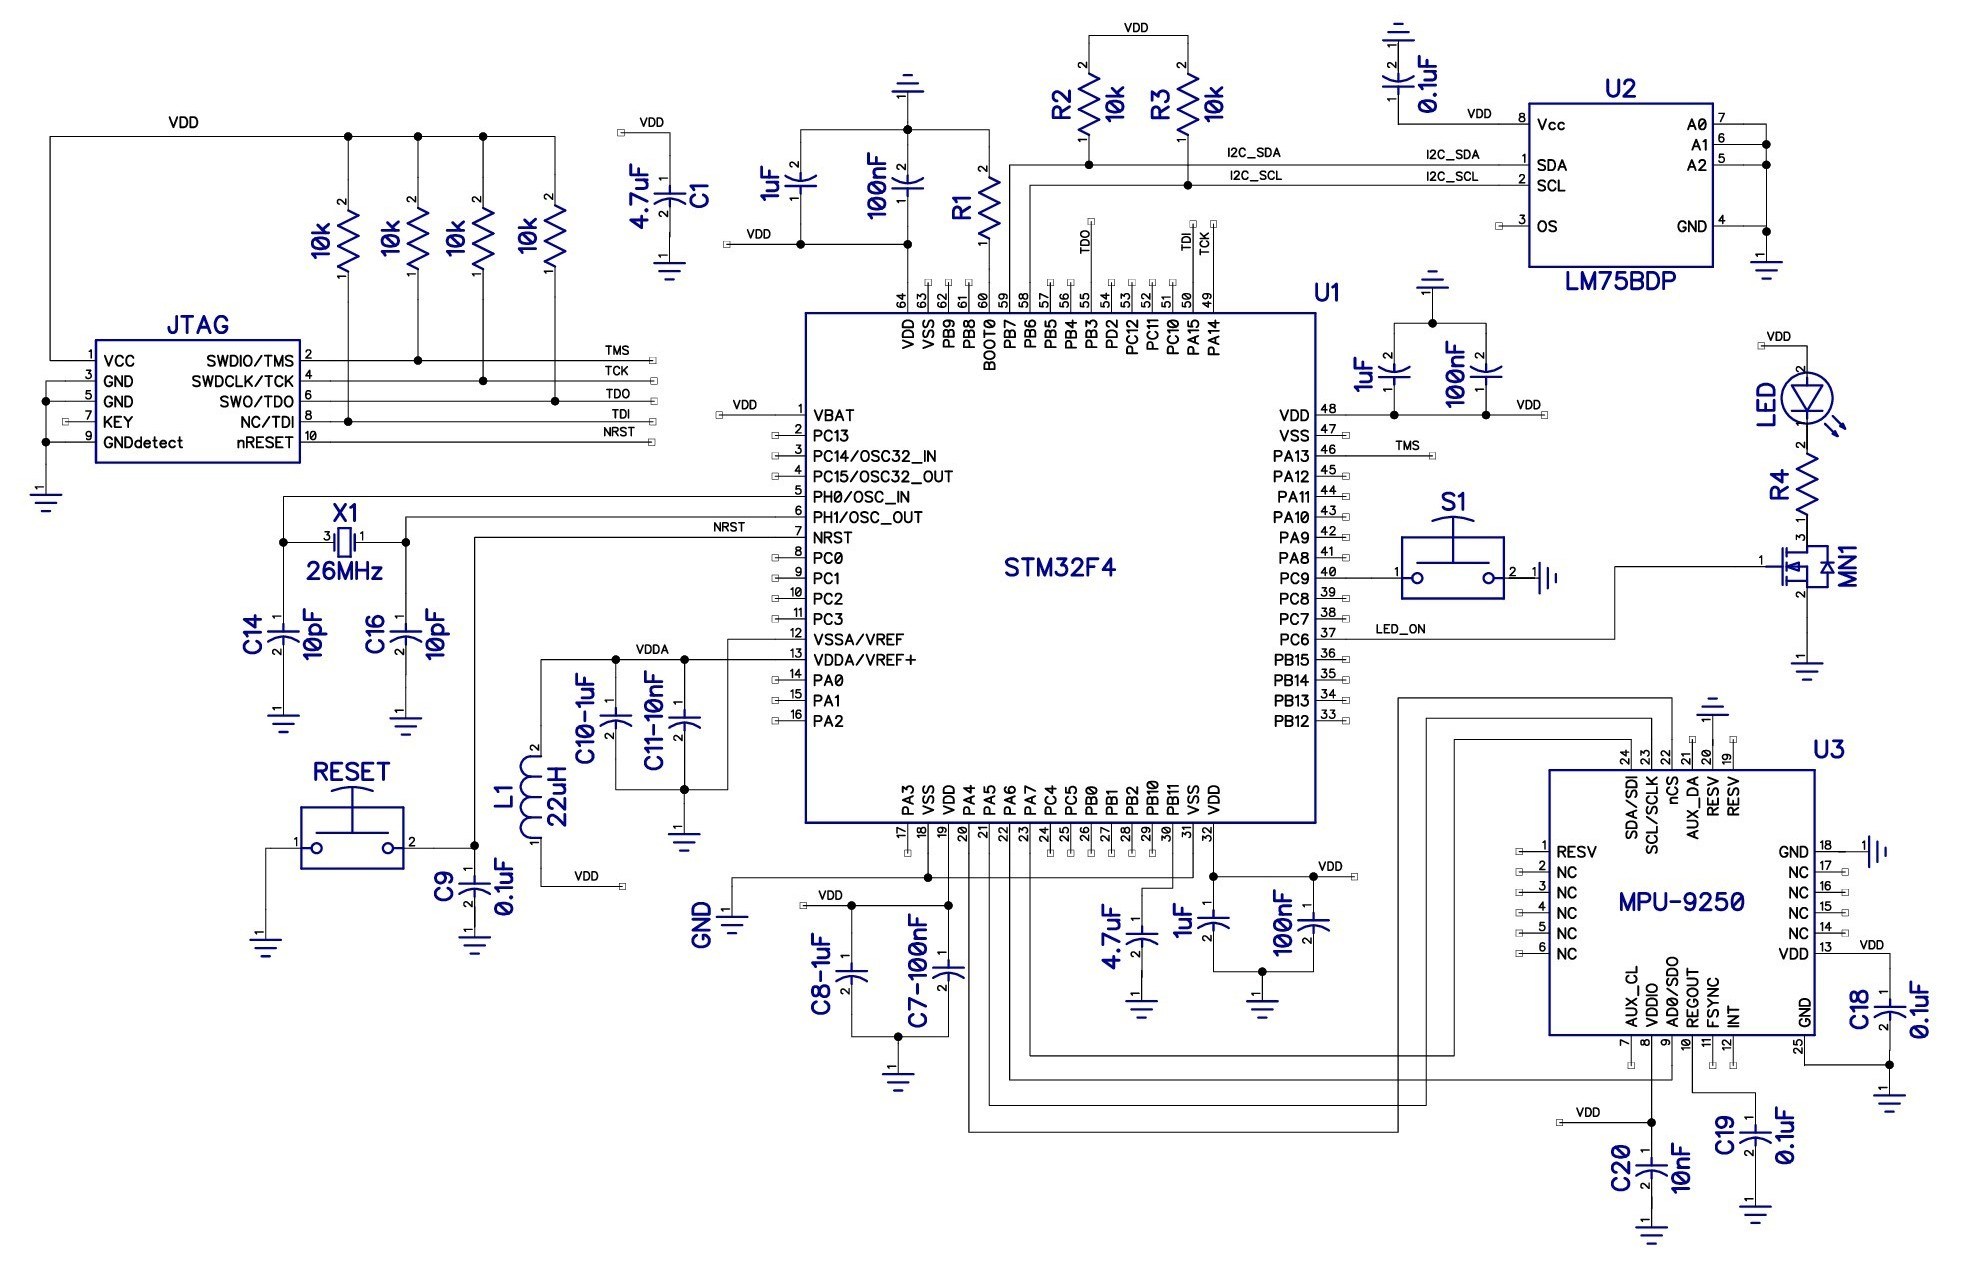 VDD
10k
10k
10k
10k
JTAG
1 VCC SWDIO/TMS 2 TMS
3 GND SWDCLK/TCK 4 TCK
5 GND SWO/TDO 6 TDO
7 KEY NC/TDI 8 TDI
9 GNDdetect nRESET 10 NRST
VDD
4.7uF C1
1uF
100nF
R1
VDD
VDD
R2 10k
R3 10k
I2C_SDA I2C_SDA
I2C_SCL I2C_SCL
TDO
TDI
TCK
0.1uF
VDD
U2
8 Vcc A0 7
A1 6
1 SDA A2 5
2 SCL
3 OS GND 4
LM75BDP
U1
64 VDD
63 VSS
62 PB9
61 PB8
60 BOOT0
59 PB7
58 PB6
57 PB5
56 PB4
55 PB3
54 PD2
53 PC12
52 PC11
51 PC10
50 PA15
49 PA14
VDD
1 VBAT
2 PC13
3 PC14/OSC32_IN
4 PC15/OSC32_OUT
5 PH0/OSC_IN
6 PH1/OSC_OUT
NRST
7 NRST
8 PC0
9 PC1
10 PC2
11 PC3
12 VSSA/VREF
VDDA
13 VDDA/VREF+
14 PA0
15 PA1
16 PA2
STM32F4
VDD 48
VSS 47
PA13 46
PA12 45
PA11 44
PA10 43
PA9 42
PA8 41
PC9 40
PC8 39
PC7 38
PC6 37
PB15 36
PB14 35
PB13 34
PB12 33
PA3 17
VSS 18
VDD 19
PA4 20
PA5 21
PA6 22
PA7 23
PC4 24
PC5 25
PB0 26
PB1 27
PB2 28
PB10 29
PB11 30
VSS 31
VDD 32
1uF
100nF
VDD
TMS
S1
1 2
LED_ON
VDD
LED
R4
MN1
X1
3 1
26MHz
C14 10pF
C16 10pF
RESET
1 2
C9 0.1uF
L1 22uH
VDD
C10-1uF
C11-10nF
GND
VDD
C8-1uF
C7-100nF
4.7uF
1uF
100nF
VDD
U3
24 SDA/SDI
23 SCL/SCLK
22 nCS
21 AUX_DA
20 RESV
19 RESV
1 RESV
2 NC
3 NC
4 NC
5 NC
6 NC
MPU-9250
GND 18
NC 17
NC 16
NC 15
NC 14
VDD 13
VDD
AUX_CL 7
VDDIO 8
AD0/SDO 9
REGOUT 10
FSYNC 11
INT 12
GND 25
C18 0.1uF
VDD
C20 10nF
C19 0.1uF